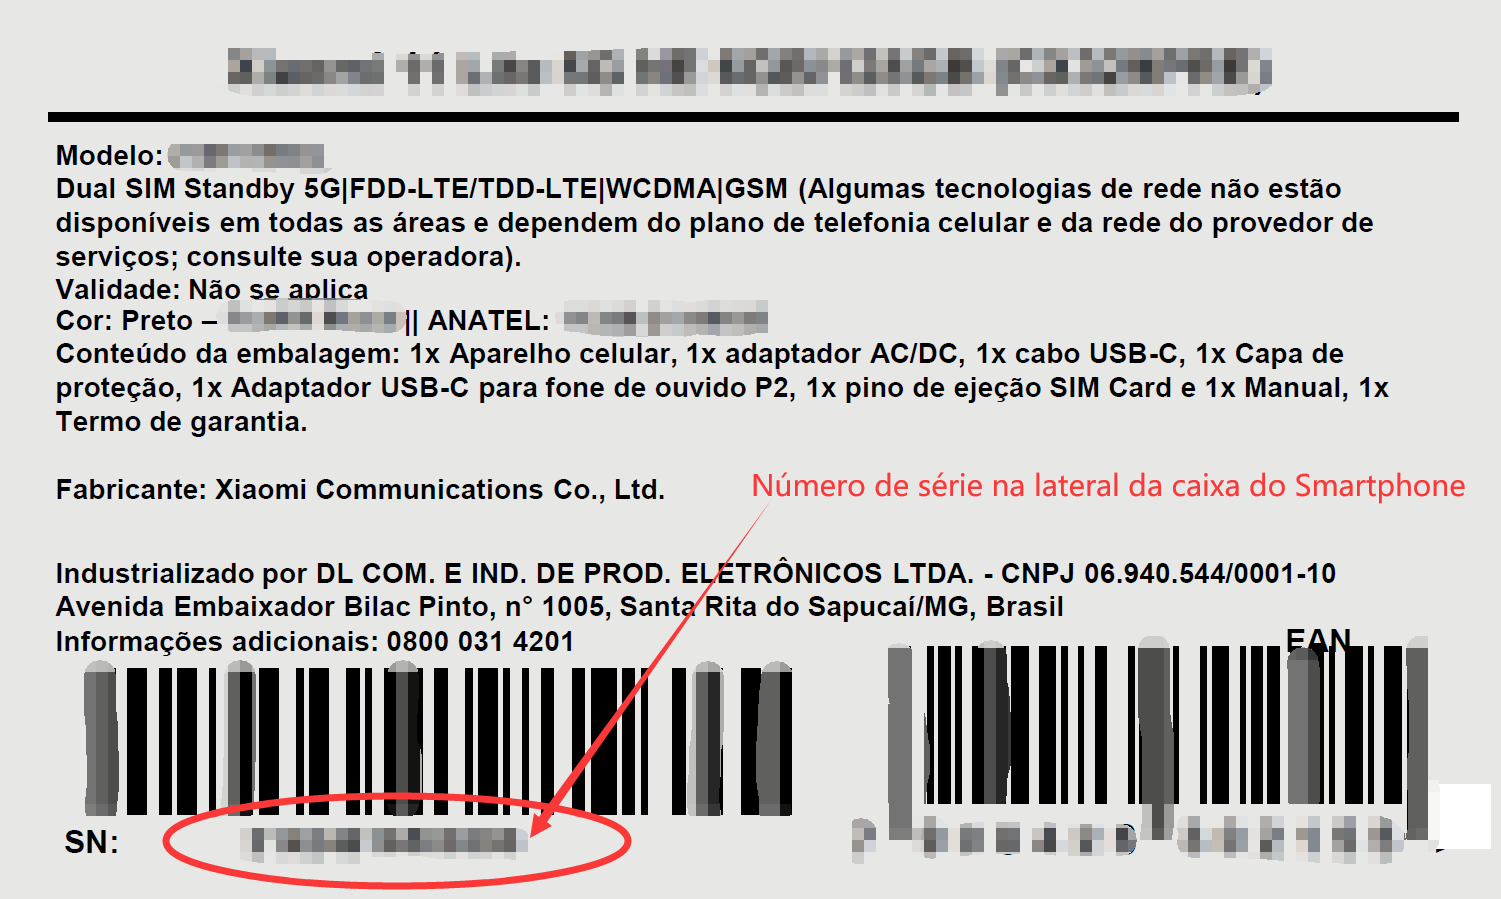 Modelo:
Dual SIM Standby 5G|FDD-LTE/TDD-LTE|WCDMA|GSM (Algumas tecnologias de rede não estão
disponíveis em todas as áreas e dependem do plano de telefonia celular e da rede do provedor de
serviços; consulte sua operadora).
Validade: Não se aplica
Cor: Preto – || ANATEL:
Conteúdo da embalagem: 1x Aparelho celular, 1x adaptador AC/DC, 1x cabo USB-C, 1x Capa de
proteção, 1x Adaptador USB-C para fone de ouvido P2, 1x pino de ejeção SIM Card e 1x Manual, 1x
Termo de garantia.
Fabricante: Xiaomi Communications Co., Ltd.
Número de série na lateral da caixa do Smartphone
Industrializado por DL COM. E IND. DE PROD. ELETRÔNICOS LTDA. - CNPJ 06.940.544/0001-10
Avenida Embaixador Bilac Pinto, n° 1005, Santa Rita do Sapucaí/MG, Brasil
Informações adicionais: 0800 031 4201
EAN
SN: